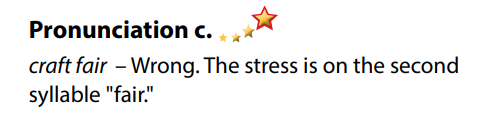 Pronunciation c.
craft fair – Wrong. The stress is on the second
syllable "fair."